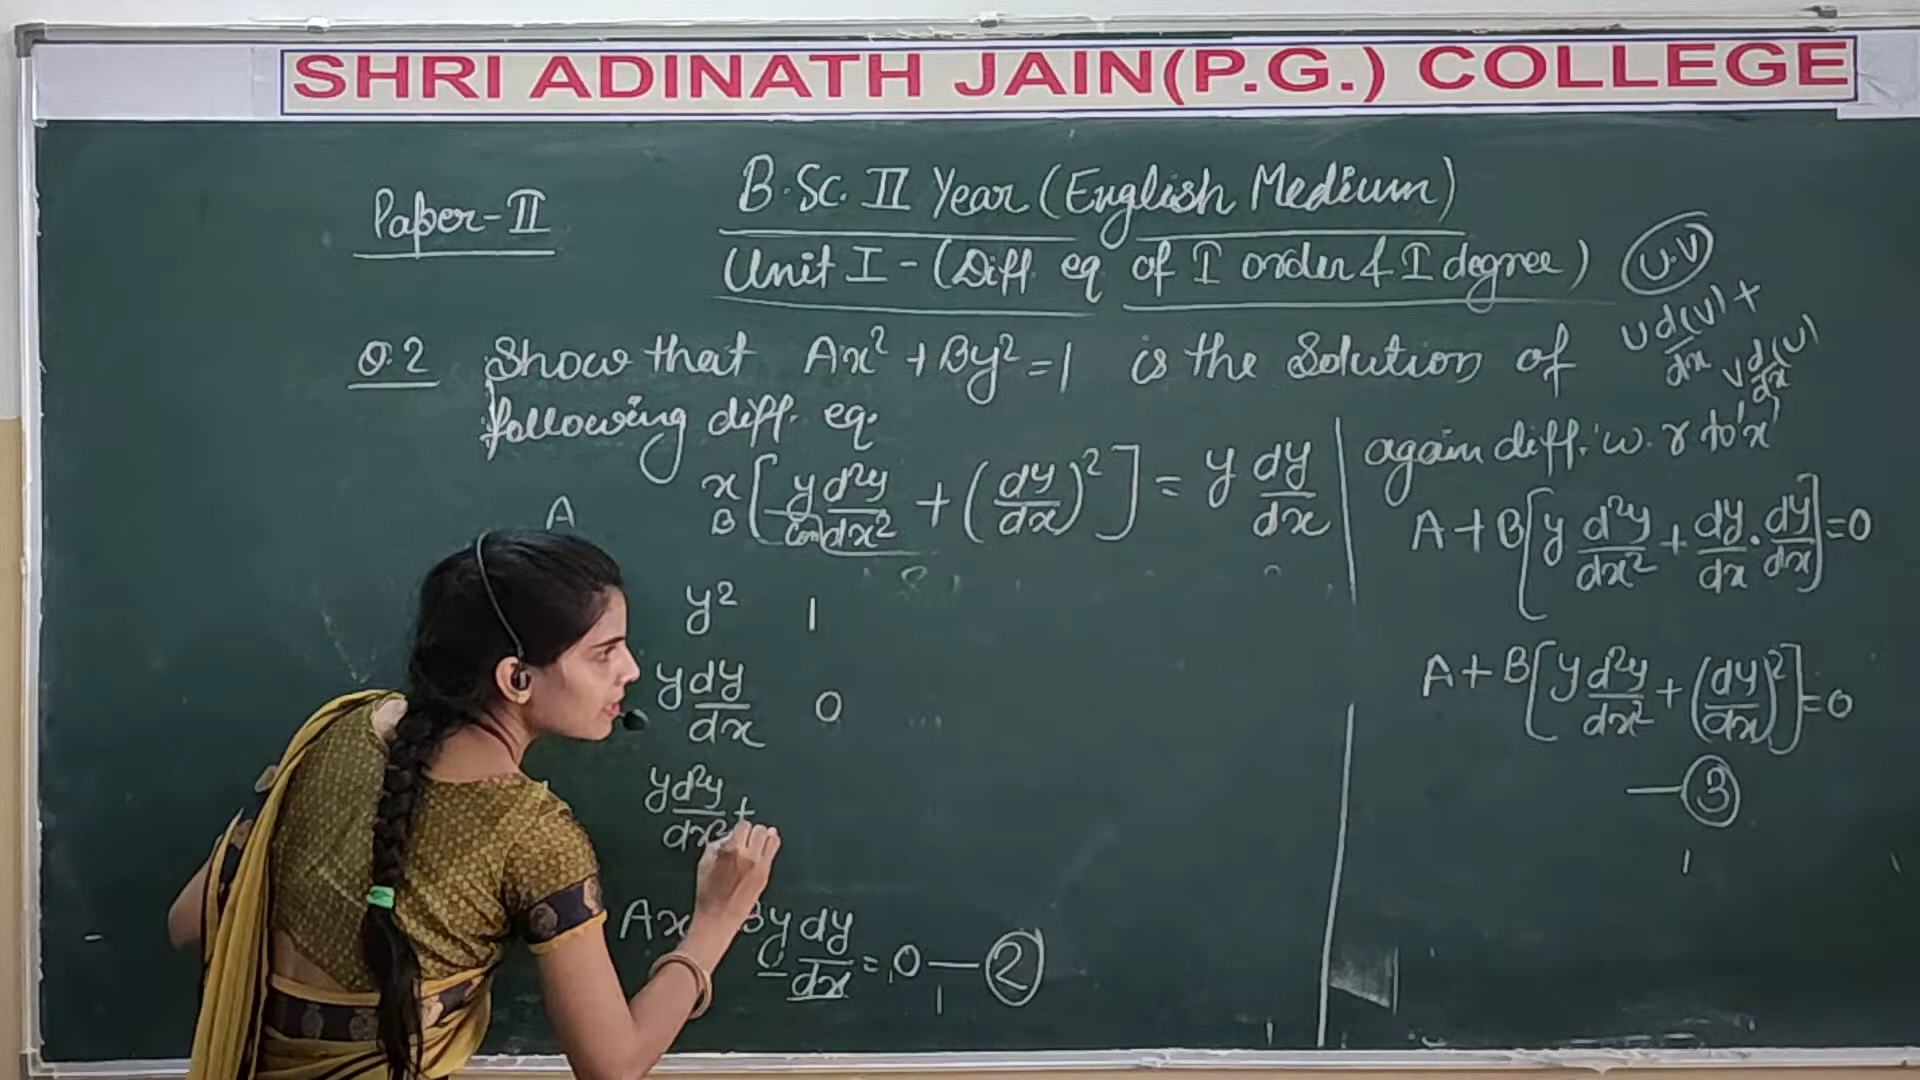 SHRI ADINATH JAIN(P.G.) COLLEGE
Paper-II
B.Sc. II Year (English Medium)
Unit I - (Diff eq of I order & I degree)
Q.2 Show that Ax² + By² = 1 is the Solution of
following diff. eq.
x [y d²y/dx² + (dy/dx)²] = y dy/dx
B
A
y² 1
y dy/dx 0
y d²y/dx² +
Ax By dy/dx = 0 — ②
U.V
U d(V)/dx +
V d(U)/dx
again diff. w. r to 'x'
A + B[y d²y/dx² + dy/dx . dy/dx] = 0
A + B[y d²y/dx² + (dy/dx)²] = 0
— ③